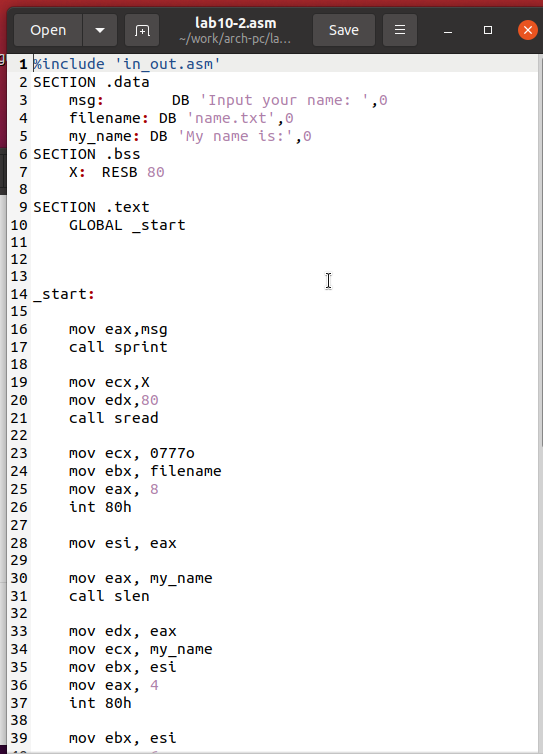 lab10-2.asm
Open
~/work/arch-pc/la...
Save
1 %include 'in_out.asm'
2 SECTION .data
3 msg: DB 'Input your name: ',0
4 filename: DB 'name.txt',0
5 my_name: DB 'My name is:',0
6 SECTION .bss
7 X: RESB 80
8
9 SECTION .text
10 GLOBAL _start
11
12
13
14 _start:
15
16 mov eax,msg
17 call sprint
18
19 mov ecx,X
20 mov edx,80
21 call sread
22
23 mov ecx, 0777o
24 mov ebx, filename
25 mov eax, 8
26 int 80h
27
28 mov esi, eax
29
30 mov eax, my_name
31 call slen
32
33 mov edx, eax
34 mov ecx, my_name
35 mov ebx, esi
36 mov eax, 4
37 int 80h
38
39 mov ebx, esi